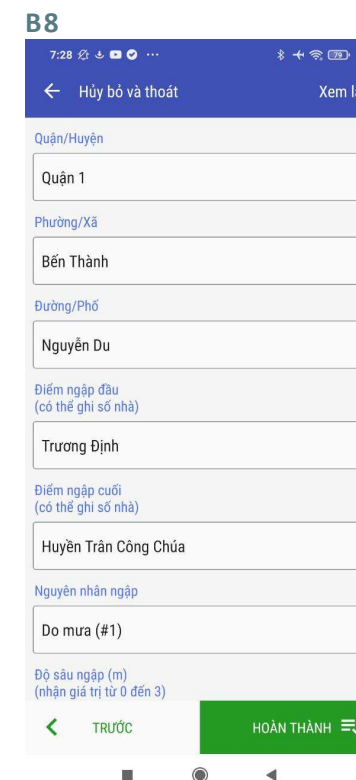 B8
7:28
Hủy bỏ và thoát
Xem
Quận/Huyện
Quận 1
Phường/Xã
Bến Thành
Đường/Phố
Nguyễn Du
Điểm ngập đầu
(có thể ghi số nhà)
Trương Định
Điểm ngập cuối
(có thể ghi số nhà)
Huyền Trân Công Chúa
Nguyên nhân ngập
Do mưa (#1)
Độ sâu ngập (m)
(nhận giá trị từ 0 đến 3)
TRƯỚC
HOÀN THÀNH